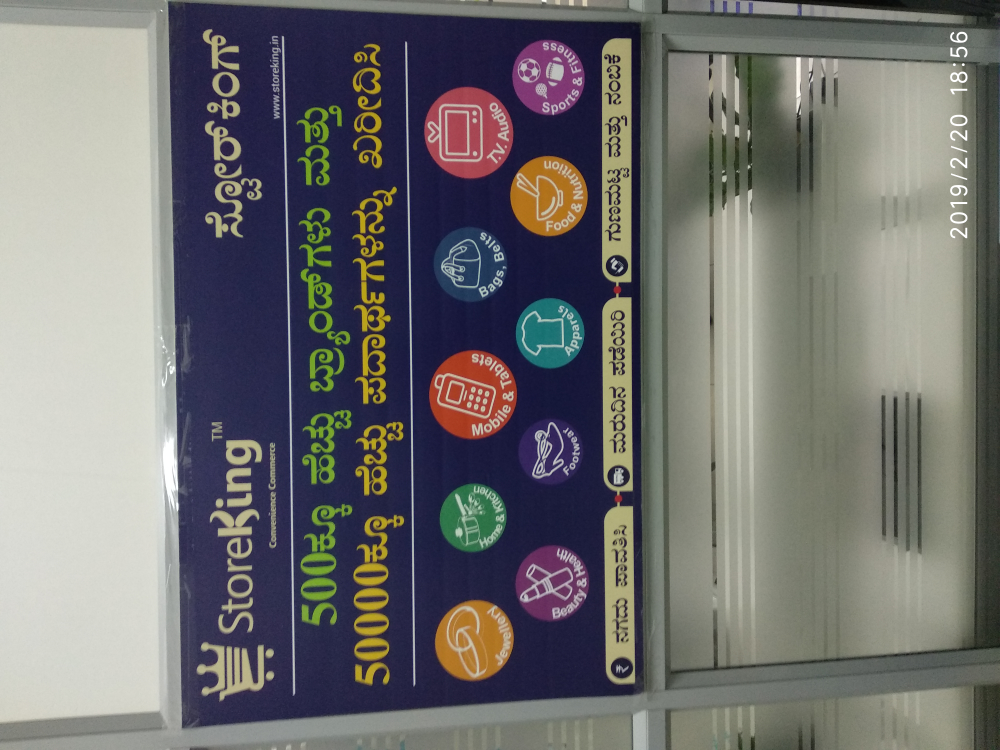 StoreKing™ ಸ್ಟೋರ್‌ಕಿಂಗ್
Convenience Commerce www.storeking.in
500ಕ್ಕೂ ಹೆಚ್ಚು ಬ್ರ್ಯಾಂಡ್‌ಗಳು ಮತ್ತು
50000ಕ್ಕೂ ಹೆಚ್ಚು ಪದಾರ್ಥಗಳನ್ನು ಖರೀದಿಸಿ
Jewellery
Home & Kitchen
Mobile & Tablets
Bags, Belts
T.V. Audio
Beauty & Health
Footwear
Apparels
Food & Nutrition
Sports & Fitness
₹ ನಗದು ಪಾವತಿಸಿ
ಮರುದಿನ ಪಡೆಯಿರಿ
ಗುಣಮಟ್ಟ ಮತ್ತು ನಂಬಿಕೆ
2019/2/20 18:56